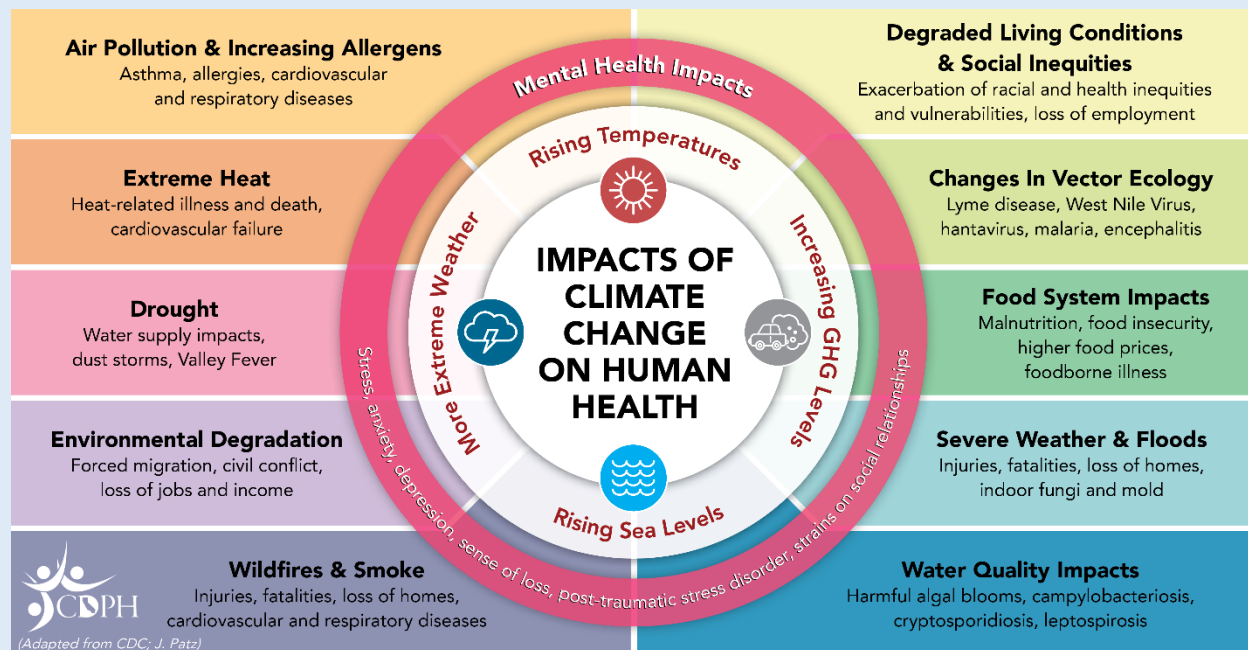 Air Pollution & Increasing Allergens
Asthma, allergies, cardiovascular
and respiratory diseases
Extreme Heat
Heat-related illness and death,
cardiovascular failure
Drought
Water supply impacts,
dust storms, Valley Fever
Environmental Degradation
Forced migration, civil conflict,
loss of jobs and income
Wildfires & Smoke
Injuries, fatalities, loss of homes,
cardiovascular and respiratory diseases
CDPH
(Adapted from CDC; J. Patz)
Mental Health Impacts
Stress, anxiety, depression, sense of loss, post-traumatic stress disorder, strains on social relationships
Rising Temperatures
Increasing GHG Levels
Rising Sea Levels
More Extreme Weather
IMPACTS OF
CLIMATE
CHANGE
ON HUMAN
HEALTH
Degraded Living Conditions
& Social Inequities
Exacerbation of racial and health inequities
and vulnerabilities, loss of employment
Changes In Vector Ecology
Lyme disease, West Nile Virus,
hantavirus, malaria, encephalitis
Food System Impacts
Malnutrition, food insecurity,
higher food prices,
foodborne illness
Severe Weather & Floods
Injuries, fatalities, loss of homes,
indoor fungi and mold
Water Quality Impacts
Harmful algal blooms, campylobacteriosis,
cryptosporidiosis, leptospirosis